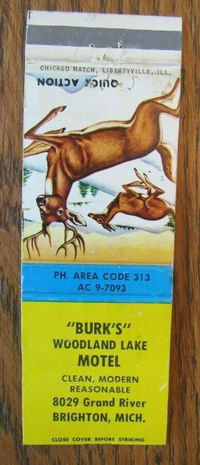 CHICAGO MATCH, LIBERTYVILLE, ILL.
QUICK ACTION
PH. AREA CODE 313
AC 9-7093
"BURK'S"
WOODLAND LAKE
MOTEL
CLEAN, MODERN
REASONABLE
8029 Grand River
BRIGHTON, MICH.
CLOSE COVER BEFORE STRIKING